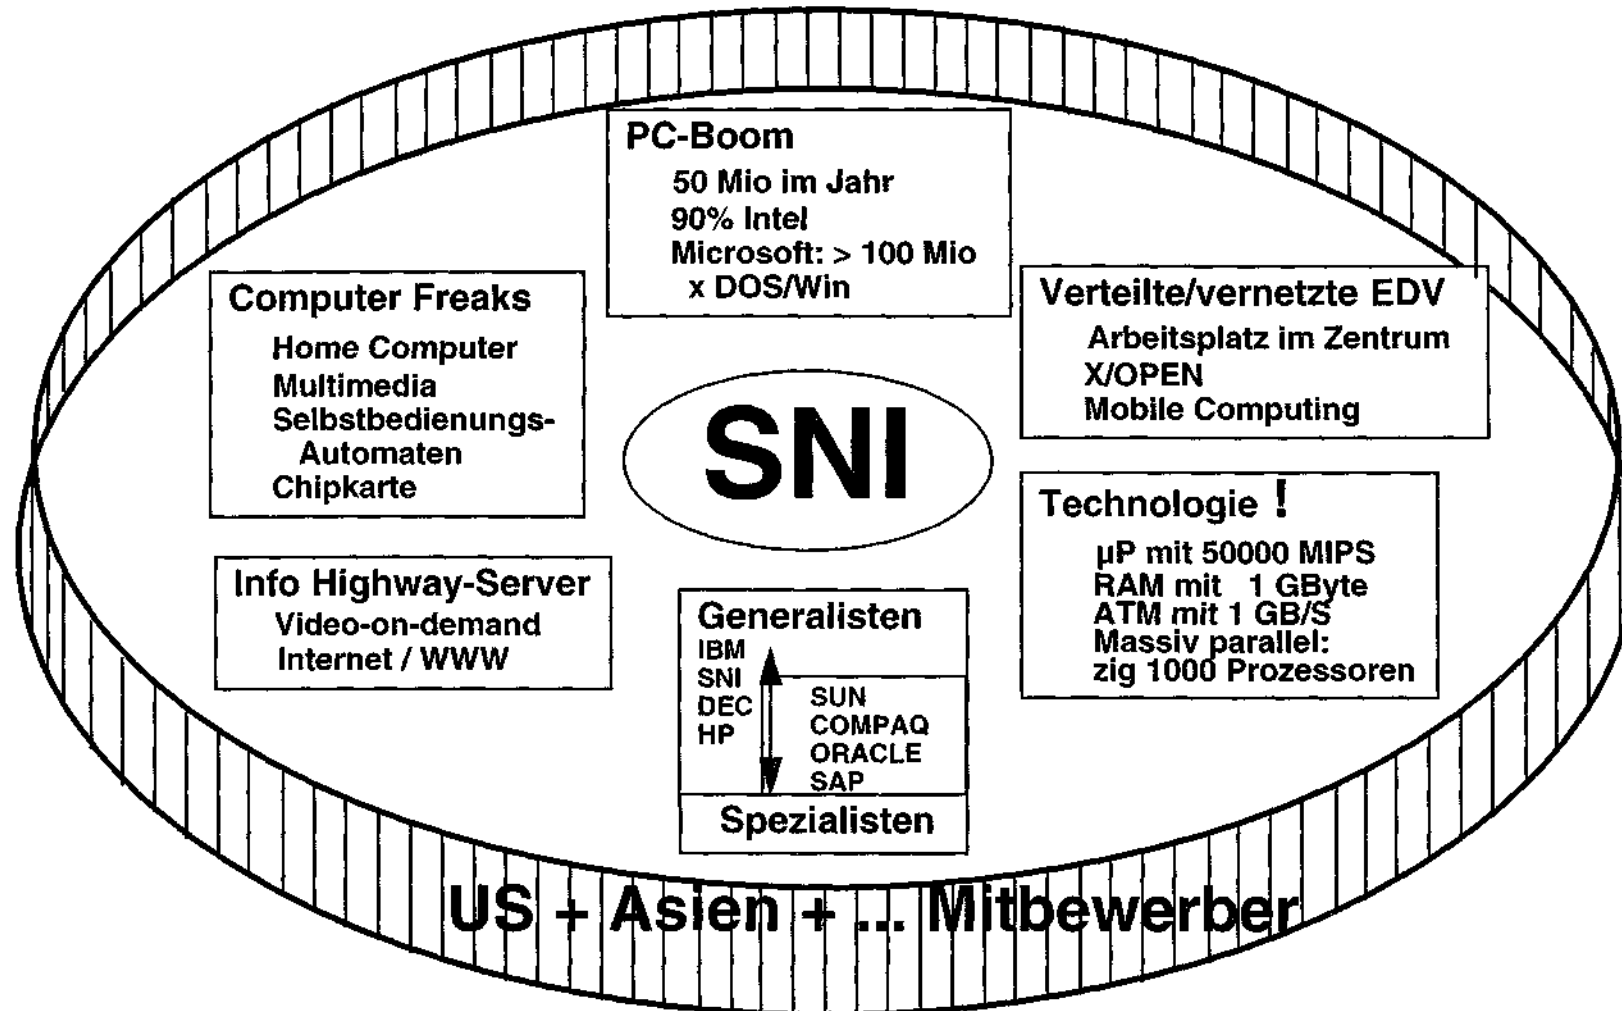 PC-Boom
50 Mio im Jahr
90% Intel
Microsoft: > 100 Mio
x DOS/Win
Computer Freaks
Home Computer
Multimedia
Selbstbedienungs-
Automaten
Chipkarte
Verteilte/vernetzte EDV
Arbeitsplatz im Zentrum
X/OPEN
Mobile Computing
SNI
Technologie !
µP mit 50000 MIPS
RAM mit 1 GByte
ATM mit 1 GB/S
Massiv parallel:
zig 1000 Prozessoren
Info Highway-Server
Video-on-demand
Internet / WWW
Generalisten
IBM
SNI
DEC
HP
SUN
COMPAQ
ORACLE
SAP
Spezialisten
US + Asien + ... Mitbewerber